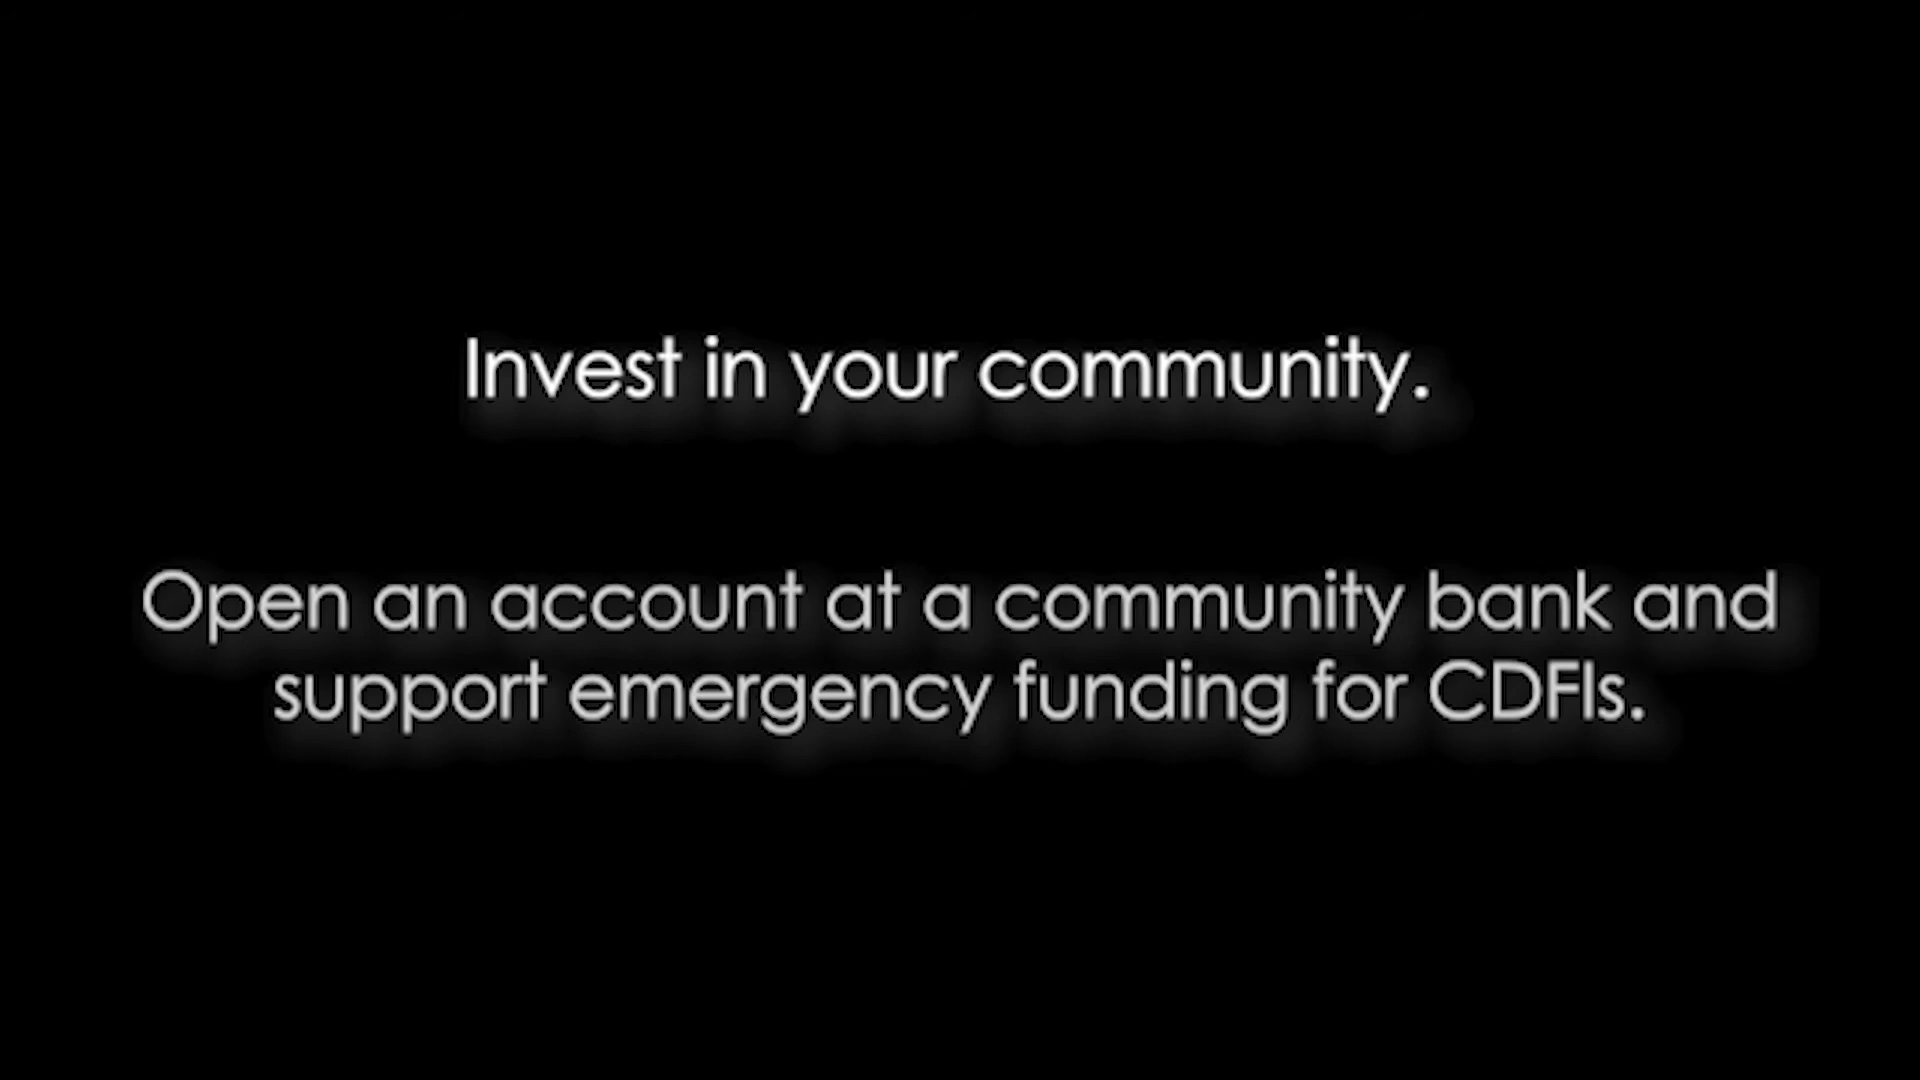 Invest in your community.
Open an account at a community bank and
support emergency funding for CDFIs.